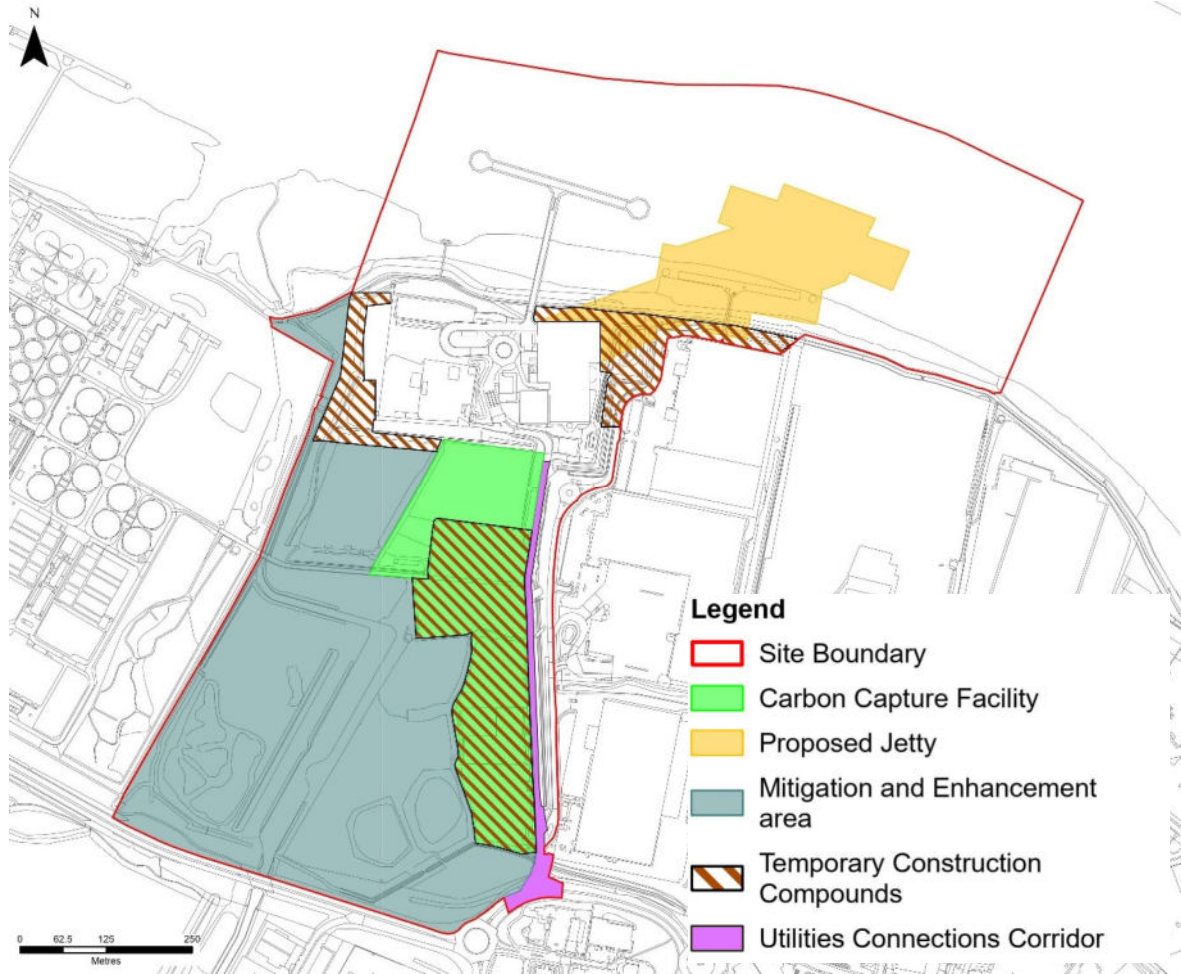 N
Legend
Site Boundary
Carbon Capture Facility
Proposed Jetty
Mitigation and Enhancement
area
Temporary Construction
Compounds
Utilities Connections Corridor
0 62.5 125 250
Metres